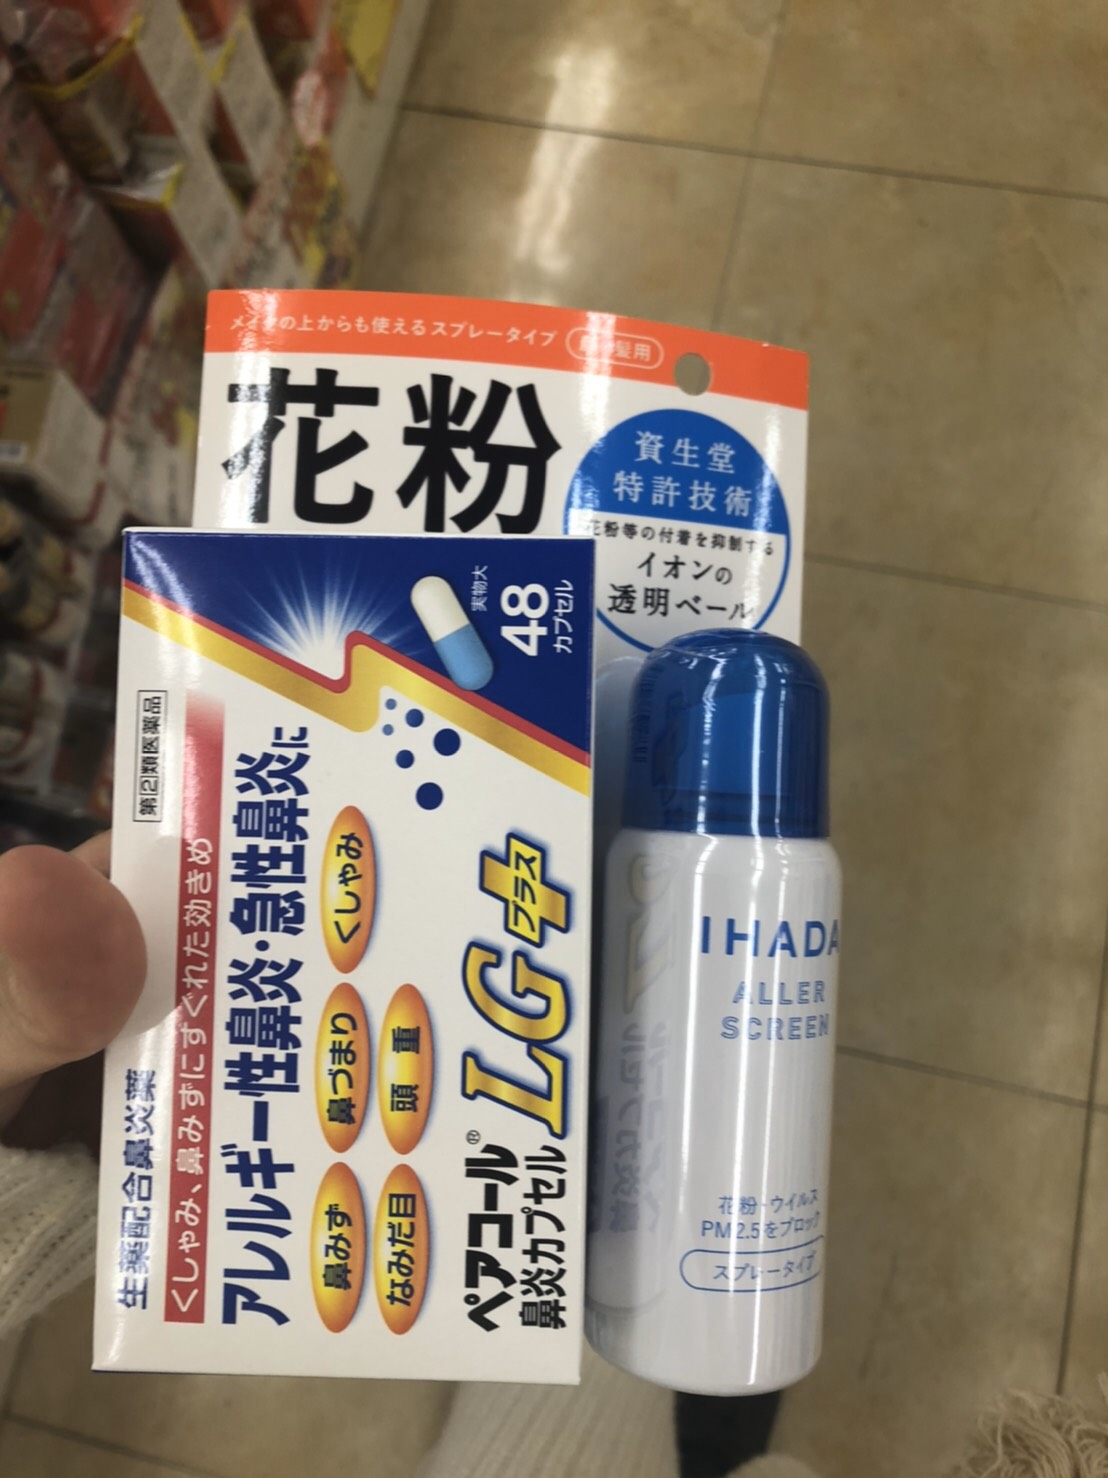 メイクの上からも使えるスプレータイプ
髪用
花粉
資生堂
特許技術
花粉等の付着を抑制する
イオンの
透明ベール
IHADA
ALLER
SCREEN
花粉・ウイルス
PM2.5をブロック
スプレータイプ
第②類医薬品
生薬配合鼻炎薬
くしゃみ、鼻みずにすぐれた効きめ
アレルギー性鼻炎・急性鼻炎に
鼻みず
鼻づまり
くしゃみ
なみだ目
頭重
ペアコール®
鼻炎カプセル
LG
プラス
実物大
48
カプセル